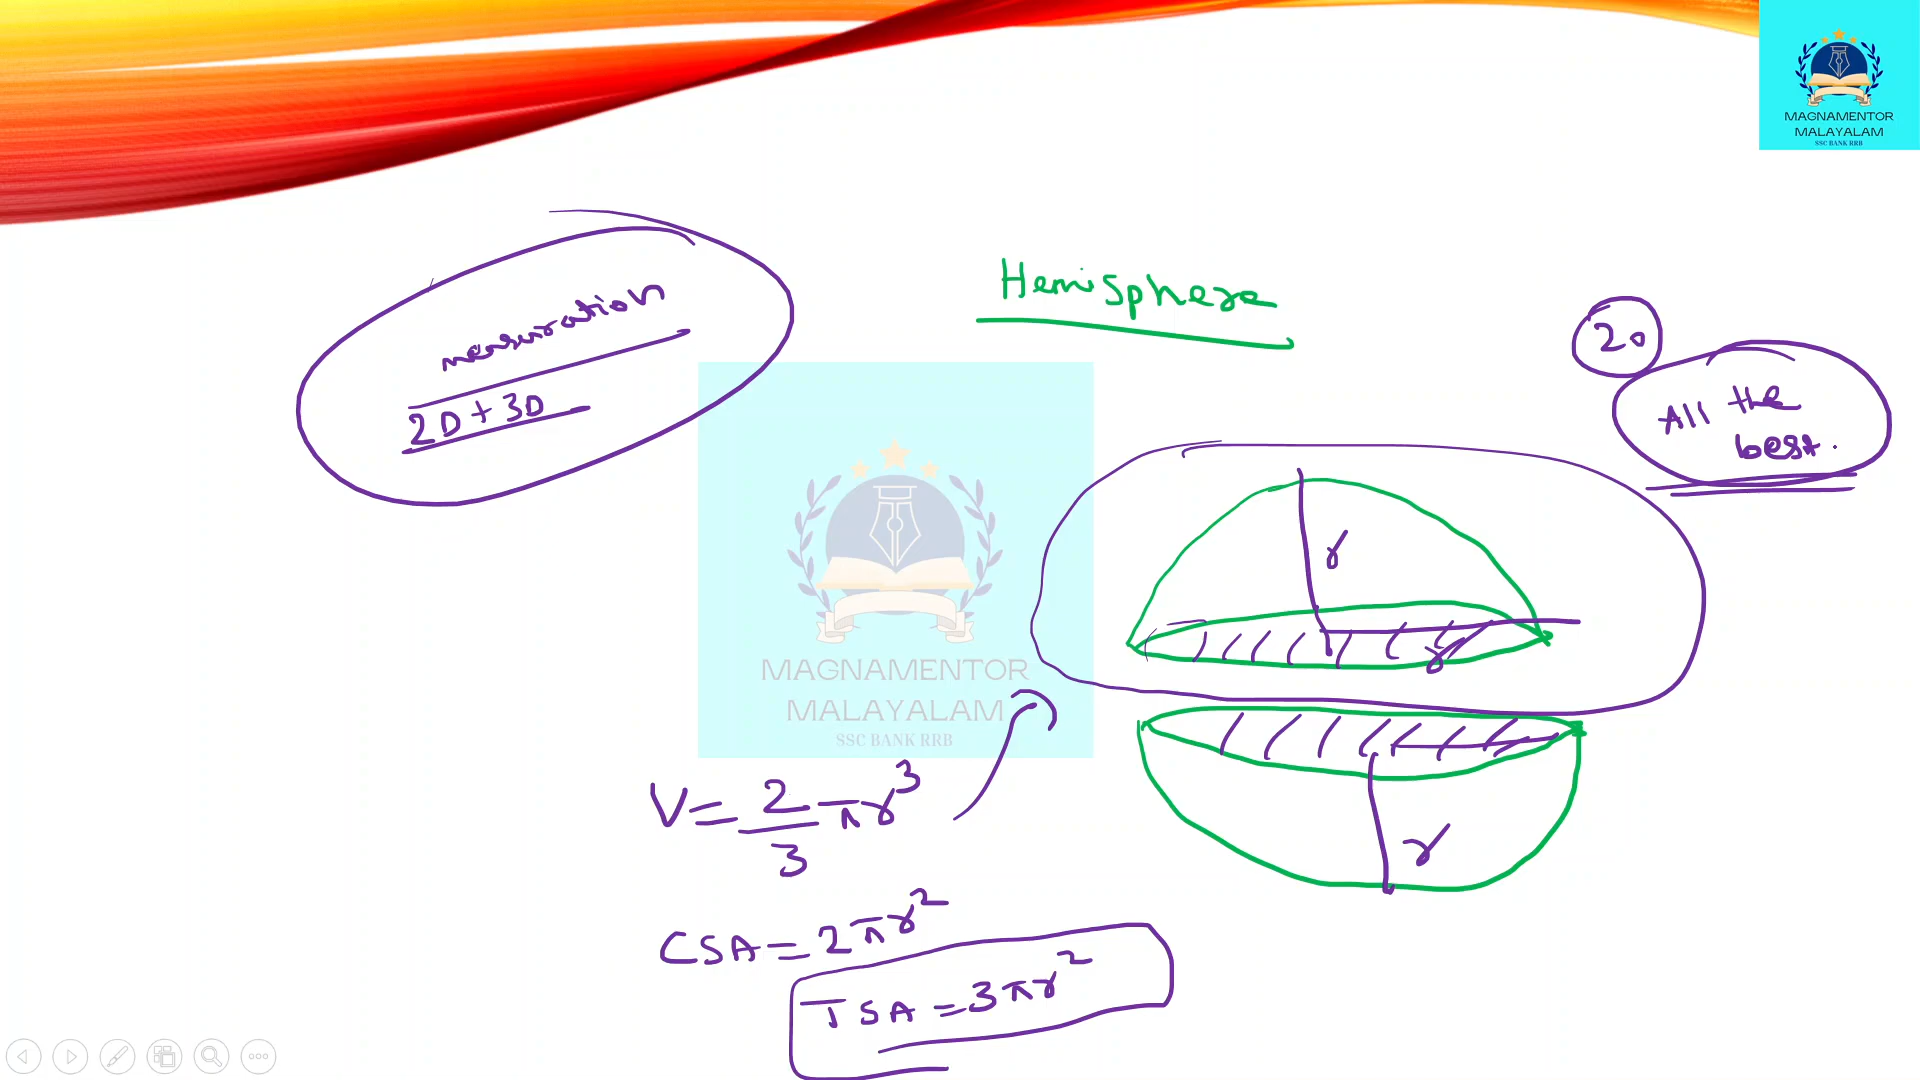 MAGNAMENTOR
MALAYALAM
SSC BANK RRB
mensuration
2D + 3D
Hemisphere
20
All the
best.
r
r
MAGNAMENTOR
MALAYALAM
SSC BANK RRB
V = 2/3 πr³
r
CSA = 2πr²
TSA = 3πr²